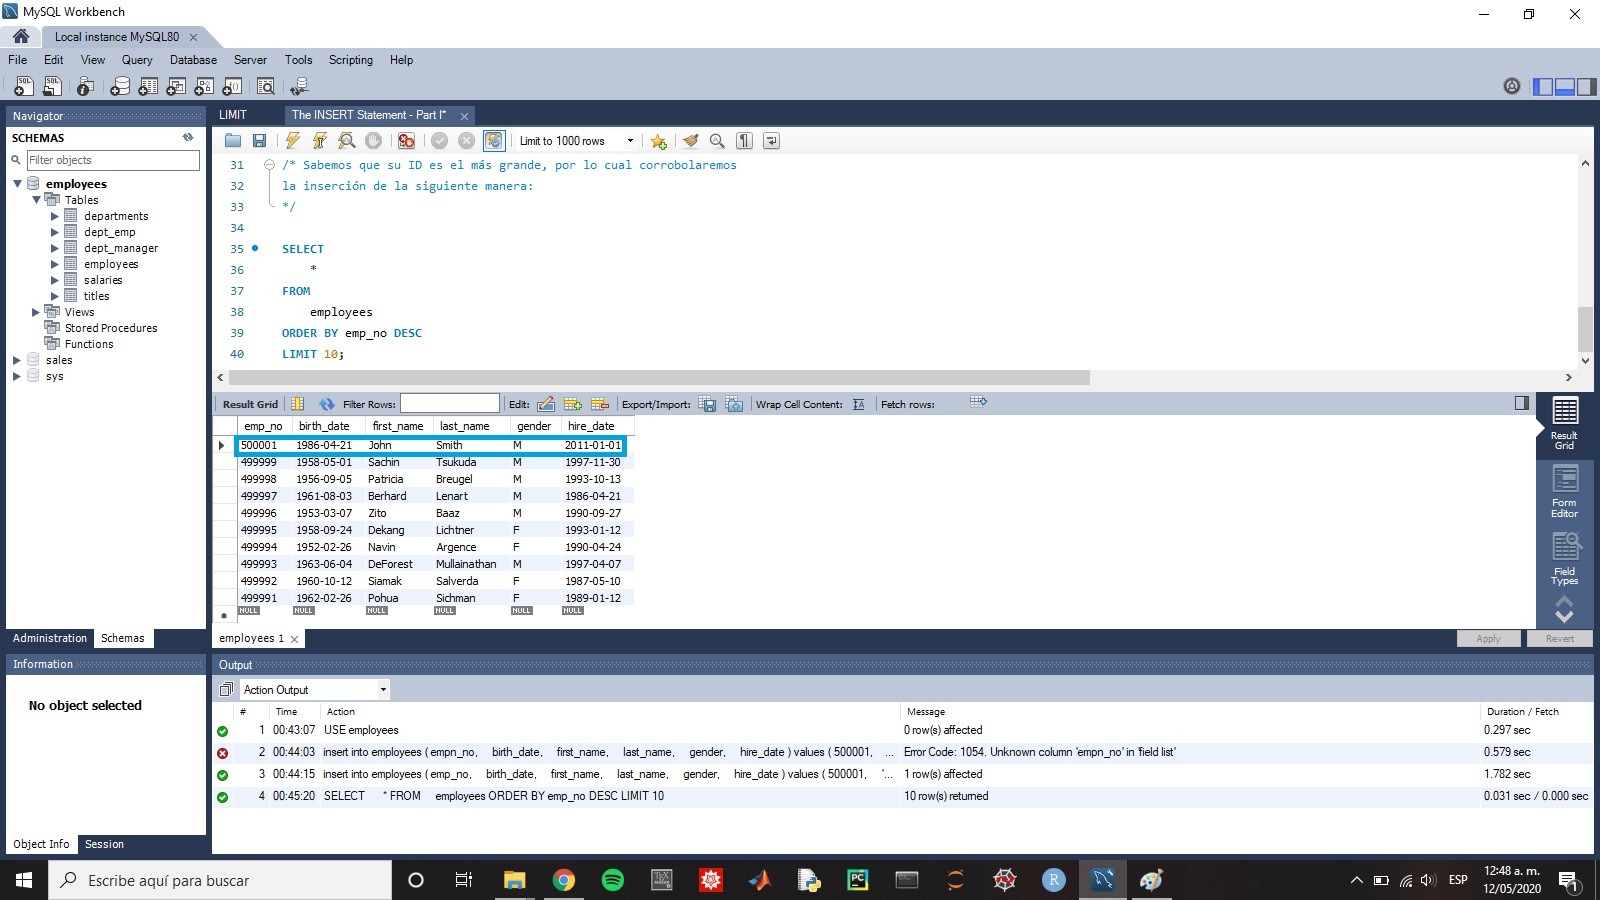 MySQL Workbench
Local instance MySQL80
File Edit View Query Database Server Tools Scripting Help
Navigator
SCHEMAS
Filter objects
employees
Tables
departments
dept_emp
dept_manager
employees
salaries
titles
Views
Stored Procedures
Functions
sales
sys
Administration Schemas
Information
No object selected
Object Info Session
LIMIT The INSERT Statement - Part I*
Limit to 1000 rows
31 /* Sabemos que su ID es el más grande, por lo cual corrobolaremos
32 la inserción de la siguiente manera:
33 */
34
35 SELECT
36 *
37 FROM
38 employees
39 ORDER BY emp_no DESC
40 LIMIT 10;
Result Grid Filter Rows: Edit: Export/Import: Wrap Cell Content: Fetch rows:
emp_no birth_date first_name last_name gender hire_date
500001 1986-04-21 John Smith M 2011-01-01
499999 1958-05-01 Sachin Tsukuda M 1997-11-30
499998 1956-09-05 Patricia Breugel M 1993-10-13
499997 1961-08-03 Berhard Lenart M 1986-04-21
499996 1953-03-07 Zito Baaz M 1990-09-27
499995 1958-09-24 Dekang Lichtner F 1993-01-12
499994 1952-02-26 Navin Argence F 1990-04-24
499993 1963-06-04 DeForest Mullainathan M 1997-04-07
499992 1960-10-12 Siamak Salverda F 1987-05-10
499991 1962-02-26 Pohua Sichman F 1989-01-12
NULL NULL NULL NULL NULL NULL
Result Grid
Form Editor
Field Types
employees 1
Apply Revert
Output
Action Output
# Time Action Message Duration / Fetch
1 00:43:07 USE employees 0 row(s) affected 0.297 sec
2 00:44:03 insert into employees ( empn_no, birth_date, first_name, last_name, gender, hire_date ) values ( 500001, ... Error Code: 1054. Unknown column 'empn_no' in 'field list' 0.579 sec
3 00:44:15 insert into employees ( emp_no, birth_date, first_name, last_name, gender, hire_date ) values ( 500001, '... 1 row(s) affected 1.782 sec
4 00:45:20 SELECT * FROM employees ORDER BY emp_no DESC LIMIT 10 10 row(s) returned 0.031 sec / 0.000 sec
Escribe aquí para buscar
ESP
12:48 a. m.
12/05/2020
1